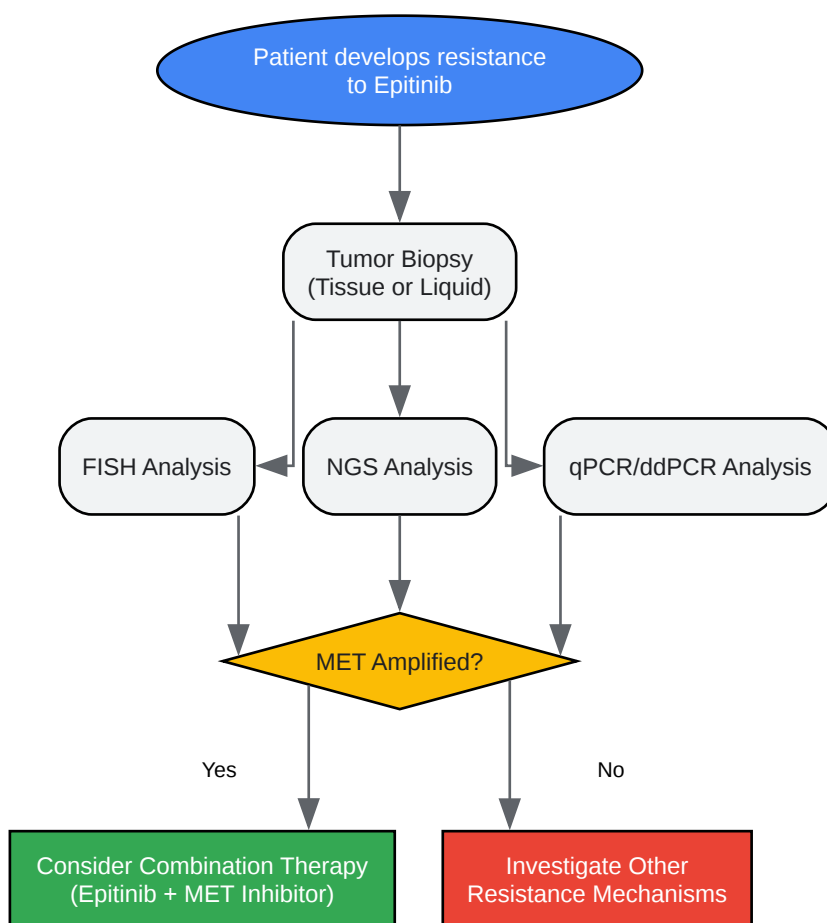 Patient develops resistance
to Epitinib
Tumor Biopsy
(Tissue or Liquid)
FISH Analysis
NGS Analysis
qPCR/ddPCR Analysis
MET Amplified?
Yes
No
Consider Combination Therapy
(Epitinib + MET Inhibitor)
Investigate Other
Resistance Mechanisms